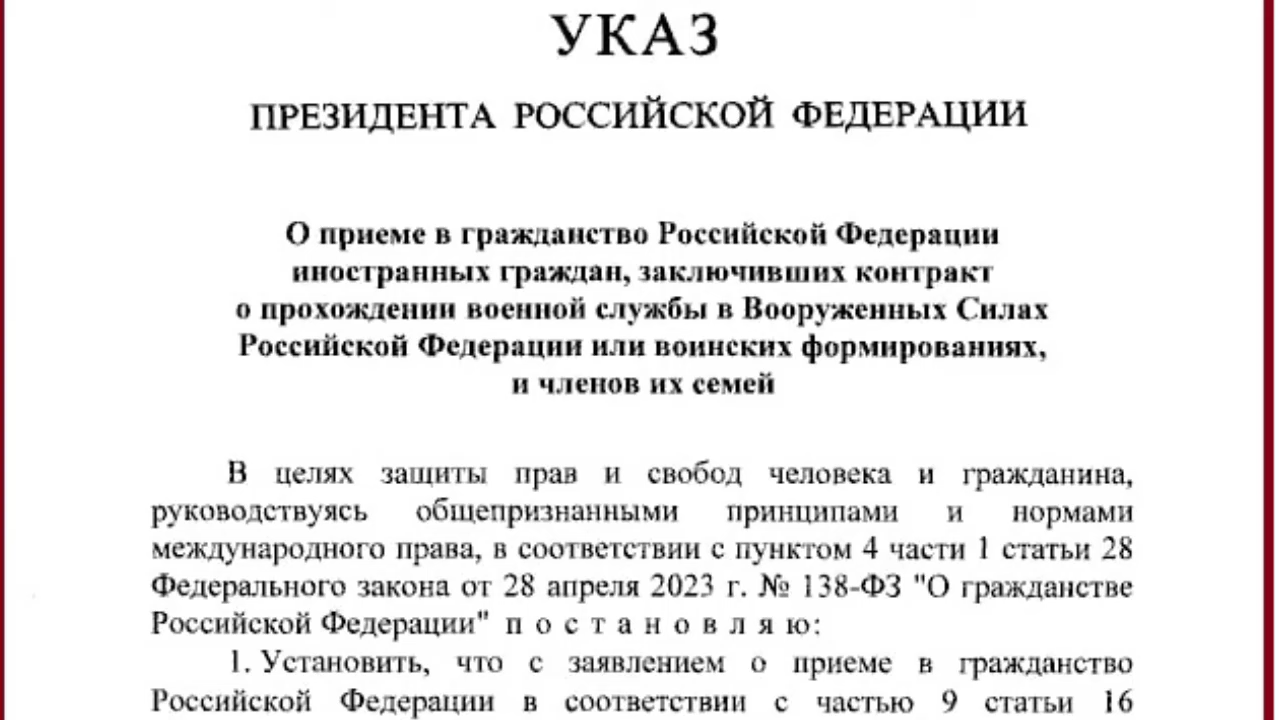 УКАЗ
ПРЕЗИДЕНТА РОССИЙСКОЙ ФЕДЕРАЦИИ
О приеме в гражданство Российской Федерации
иностранных граждан, заключивших контракт
о прохождении военной службы в Вооруженных Силах
Российской Федерации или воинских формированиях,
и членов их семей
В целях защиты прав и свобод человека и гражданина,
руководствуясь общепризнанными принципами и нормами
международного права, в соответствии с пунктом 4 части 1 статьи 28
Федерального закона от 28 апреля 2023 г. № 138-ФЗ "О гражданстве
Российской Федерации" п о с т а н о в л я ю:
1. Установить, что с заявлением о приеме в гражданство
Российской Федерации в соответствии с частью 9 статьи 16